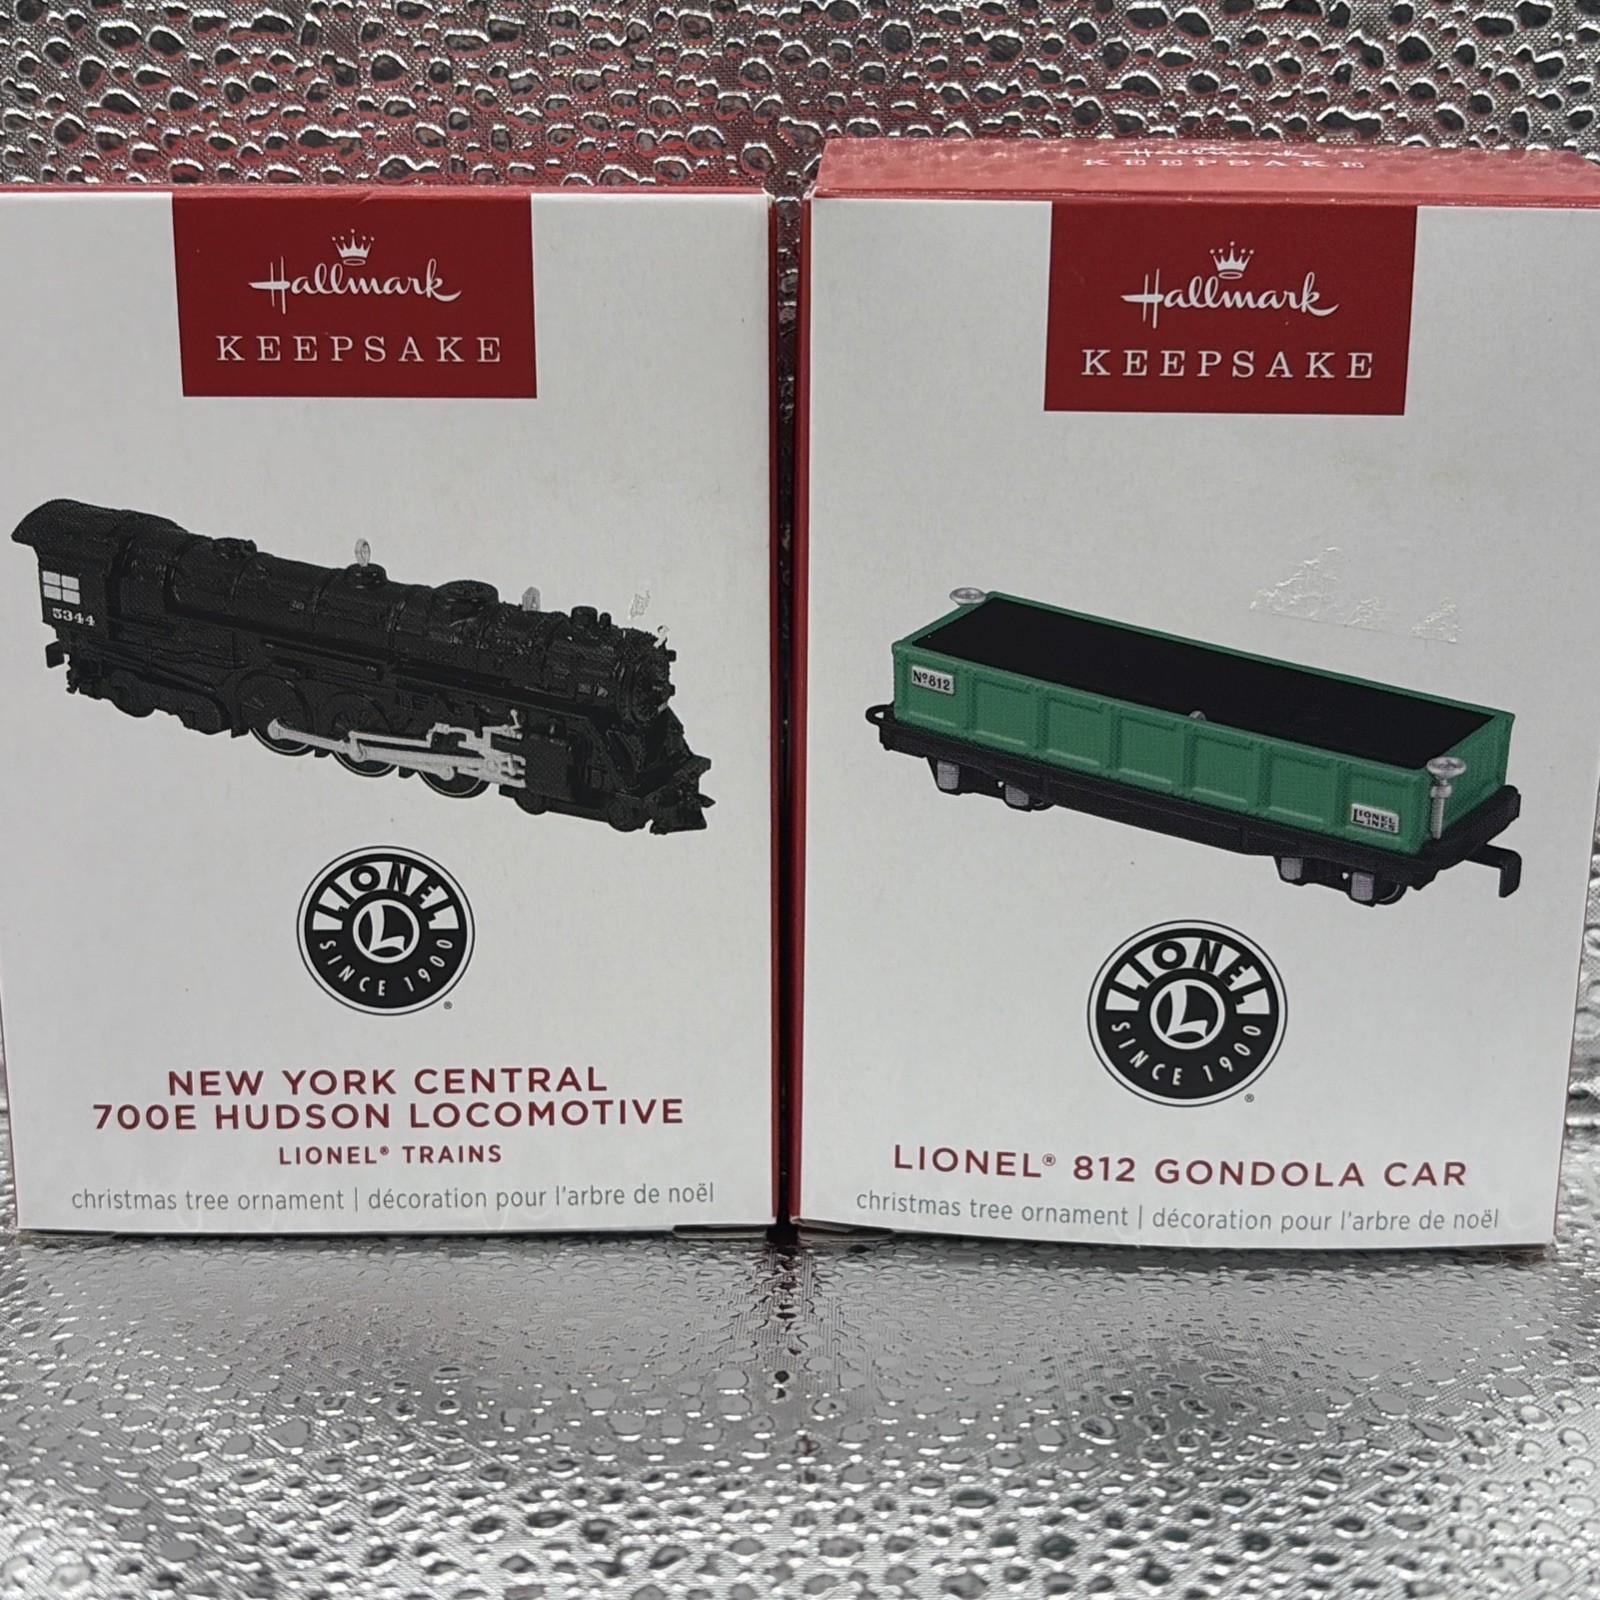 Hallmark
KEEPSAKE
5344
LIONEL
L
SINCE 1900
®
NEW YORK CENTRAL
700E HUDSON LOCOMOTIVE
LIONEL® TRAINS
christmas tree ornament | décoration pour l'arbre de noël
Hallmark
KEEPSAKE
Hallmark
KEEPSAKE
Nº812
LIONEL
LINES
LIONEL
L
SINCE 1900
®
LIONEL® 812 GONDOLA CAR
christmas tree ornament | décoration pour l'arbre de noël